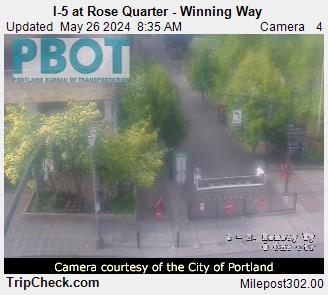 I-5 at Rose Quarter - Winning Way
Updated May 26 2024 8:35 AM Camera 4
PBOT
PORTLAND BUREAU OF TRANSPORTATION
Camera courtesy of the City of Portland
TripCheck.com Milepost302.00